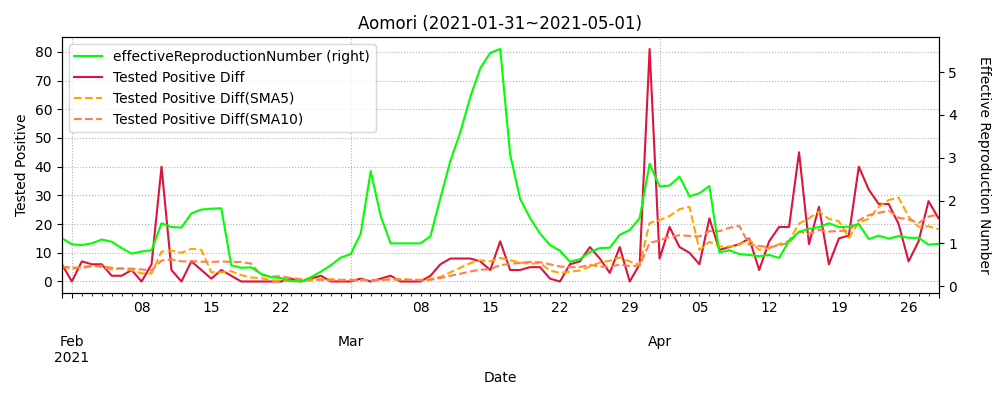 Aomori (2021-01-31~2021-05-01)
effectiveReproductionNumber (right)
Tested Positive Diff
Tested Positive Diff(SMA5)
Tested Positive Diff(SMA10)
Tested Positive
80
70
60
50
40
30
20
10
0
Effective Reproduction Number
5
4
3
2
1
0
08 15 22 08 15 22 29 05 12 19 26
Feb Mar Apr
2021
Date